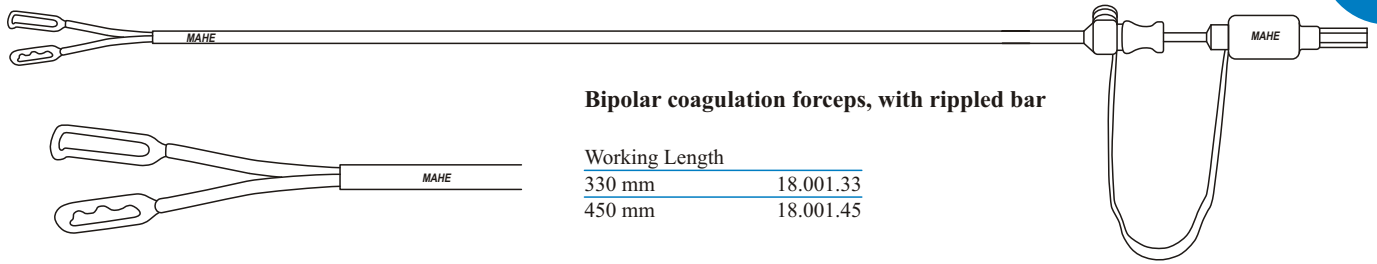 MAHE
MAHE
Bipolar coagulation forceps, with rippled bar
MAHE
Working Length
330 mm 18.001.33
450 mm 18.001.45